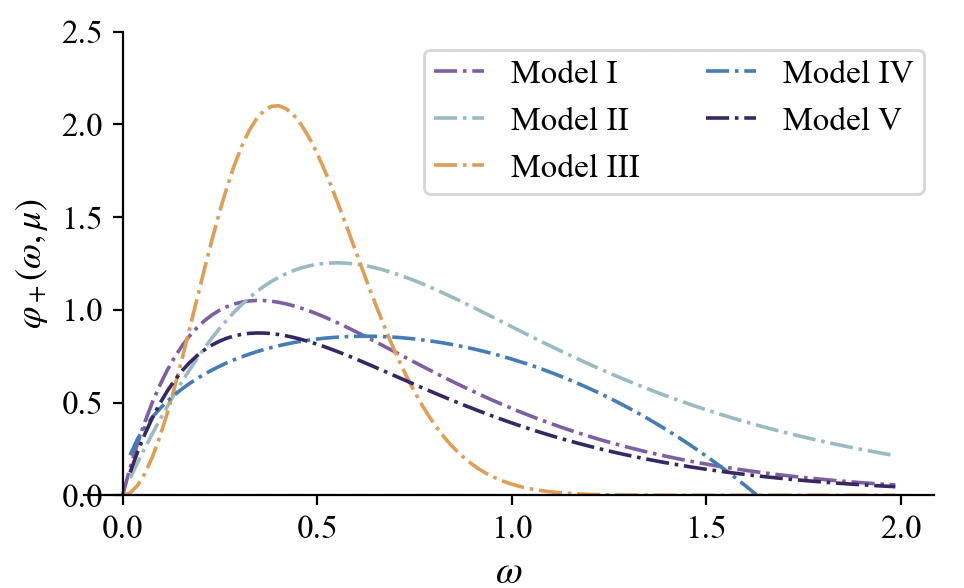 2.5
2.0
1.5
1.0
0.5
0.0
φ+(ω, μ)
Model I
Model II
Model III
Model IV
Model V
0.0 0.5 1.0 1.5 2.0
ω